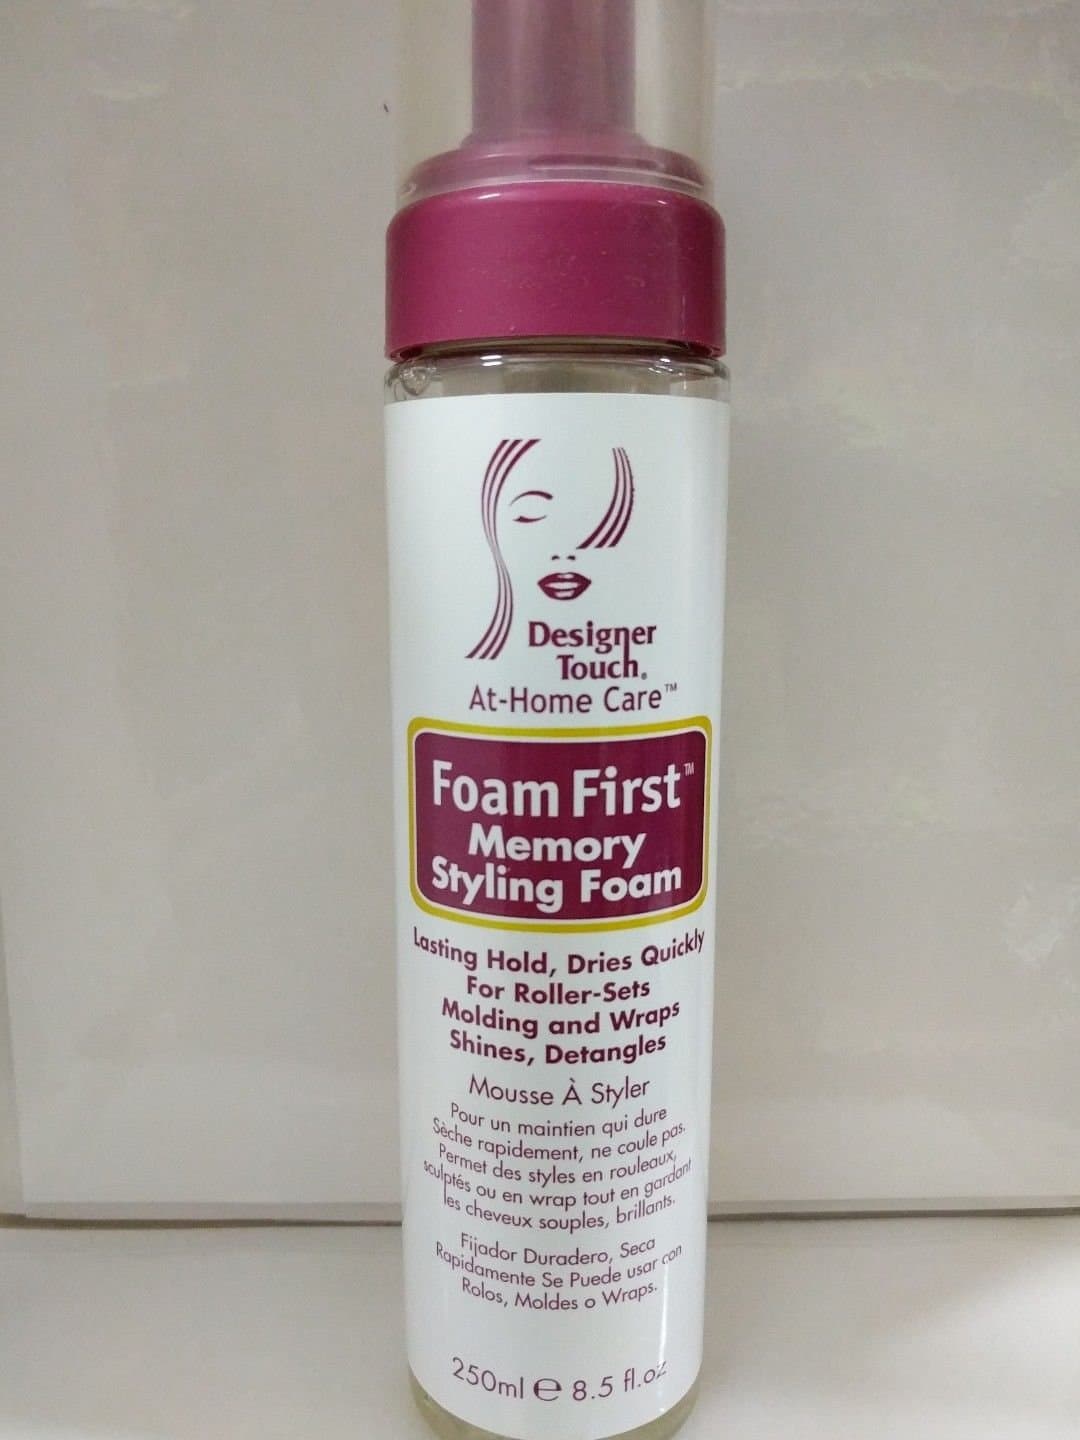 Designer
Touch®
At-Home Care™
Foam First™
Memory
Styling Foam
Lasting Hold, Dries Quickly
For Roller-Sets
Molding and Wraps
Shines, Detangles
Mousse À Styler
Pour un maintien qui dure
Sèche rapidement, ne coule pas.
Permet des styles en rouleaux,
sculptés ou en wrap tout en gardant
les cheveux souples, brillants.
Fijador Duradero, Seca
Rapidamente Se Puede usar con
Rolos, Moldes o Wraps.
250ml ℮ 8.5 fl.oz